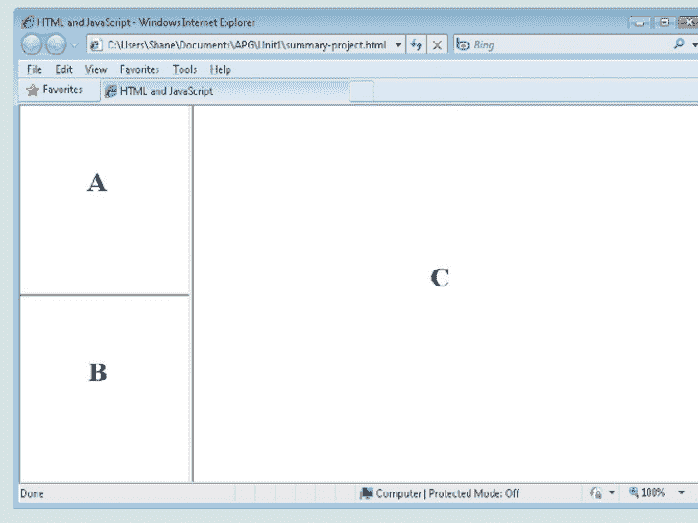 HTML and JavaScript - Windows Internet Explorer
C:\Users\Shane\Documents\APG\Unit1\summary-project.html
Bing
File Edit View Favorites Tools Help
Favorites
HTML and JavaScript
A
C
B
Done
Computer | Protected Mode: Off
100%